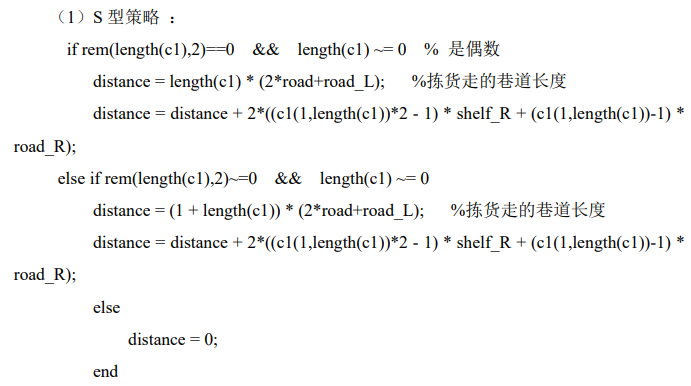 （1）S 型策略 ：
if rem(length(c1),2)==0 && length(c1) ~= 0 % 是偶数
distance = length(c1) * (2*road+road_L); %拣货走的巷道长度
distance = distance + 2*((c1(1,length(c1))*2 - 1) * shelf_R + (c1(1,length(c1))-1) *
road_R);
else if rem(length(c1),2)~=0 && length(c1) ~= 0
distance = (1 + length(c1)) * (2*road+road_L); %拣货走的巷道长度
distance = distance + 2*((c1(1,length(c1))*2 - 1) * shelf_R + (c1(1,length(c1))-1) *
road_R);
else
distance = 0;
end